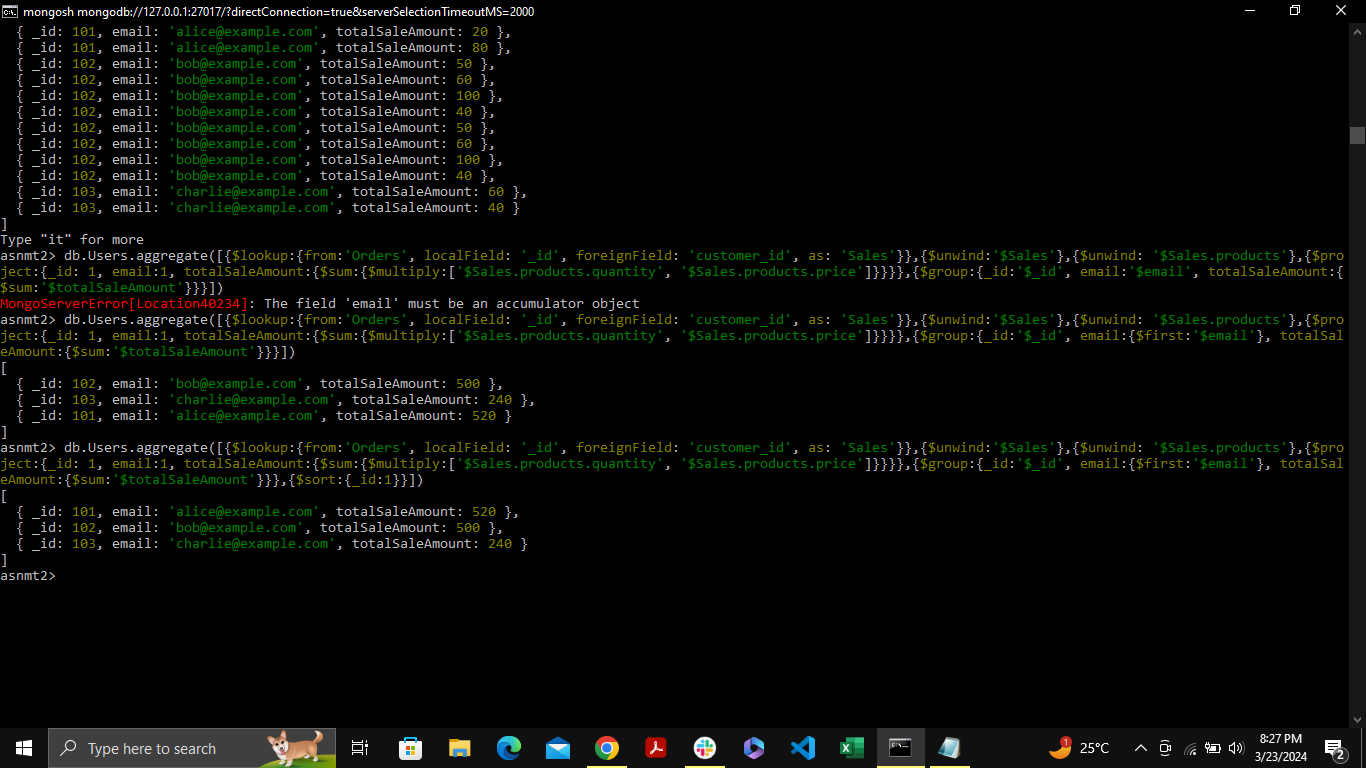 mongosh mongodb://127.0.0.1:27017/?directConnection=true&serverSelectionTimeoutMS=2000
{ _id: 101, email: 'alice@example.com', totalSaleAmount: 20 },
{ _id: 101, email: 'alice@example.com', totalSaleAmount: 80 },
{ _id: 102, email: 'bob@example.com', totalSaleAmount: 50 },
{ _id: 102, email: 'bob@example.com', totalSaleAmount: 60 },
{ _id: 102, email: 'bob@example.com', totalSaleAmount: 100 },
{ _id: 102, email: 'bob@example.com', totalSaleAmount: 40 },
{ _id: 102, email: 'bob@example.com', totalSaleAmount: 50 },
{ _id: 102, email: 'bob@example.com', totalSaleAmount: 60 },
{ _id: 102, email: 'bob@example.com', totalSaleAmount: 100 },
{ _id: 102, email: 'bob@example.com', totalSaleAmount: 40 },
{ _id: 103, email: 'charlie@example.com', totalSaleAmount: 60 },
{ _id: 103, email: 'charlie@example.com', totalSaleAmount: 40 }
]
Type "it" for more
asnmt2> db.Users.aggregate([{$lookup:{from:'Orders', localField: '_id', foreignField: 'customer_id', as: 'Sales'}},{$unwind:'$Sales'},{$unwind: '$Sales.products'},{$pro
ject:{_id: 1, email:1, totalSaleAmount:{$sum:{$multiply:['$Sales.products.quantity', '$Sales.products.price']}}}},{$group:{_id:'$_id', email:'$email', totalSaleAmount:{
$sum:'$totalSaleAmount'}}}])
MongoServerError[Location40234]: The field 'email' must be an accumulator object
asnmt2> db.Users.aggregate([{$lookup:{from:'Orders', localField: '_id', foreignField: 'customer_id', as: 'Sales'}},{$unwind:'$Sales'},{$unwind: '$Sales.products'},{$pro
ject:{_id: 1, email:1, totalSaleAmount:{$sum:{$multiply:['$Sales.products.quantity', '$Sales.products.price']}}}},{$group:{_id:'$_id', email:{$first:'$email'}, totalSal
eAmount:{$sum:'$totalSaleAmount'}}}])
[
{ _id: 102, email: 'bob@example.com', totalSaleAmount: 500 },
{ _id: 103, email: 'charlie@example.com', totalSaleAmount: 240 },
{ _id: 101, email: 'alice@example.com', totalSaleAmount: 520 }
]
asnmt2> db.Users.aggregate([{$lookup:{from:'Orders', localField: '_id', foreignField: 'customer_id', as: 'Sales'}},{$unwind:'$Sales'},{$unwind: '$Sales.products'},{$pro
ject:{_id: 1, email:1, totalSaleAmount:{$sum:{$multiply:['$Sales.products.quantity', '$Sales.products.price']}}}},{$group:{_id:'$_id', email:{$first:'$email'}, totalSal
eAmount:{$sum:'$totalSaleAmount'}}},{$sort:{_id:1}}])
[
{ _id: 101, email: 'alice@example.com', totalSaleAmount: 520 },
{ _id: 102, email: 'bob@example.com', totalSaleAmount: 500 },
{ _id: 103, email: 'charlie@example.com', totalSaleAmount: 240 }
]
asnmt2>
Type here to search
1
25°C
8:27 PM
3/23/2024
2